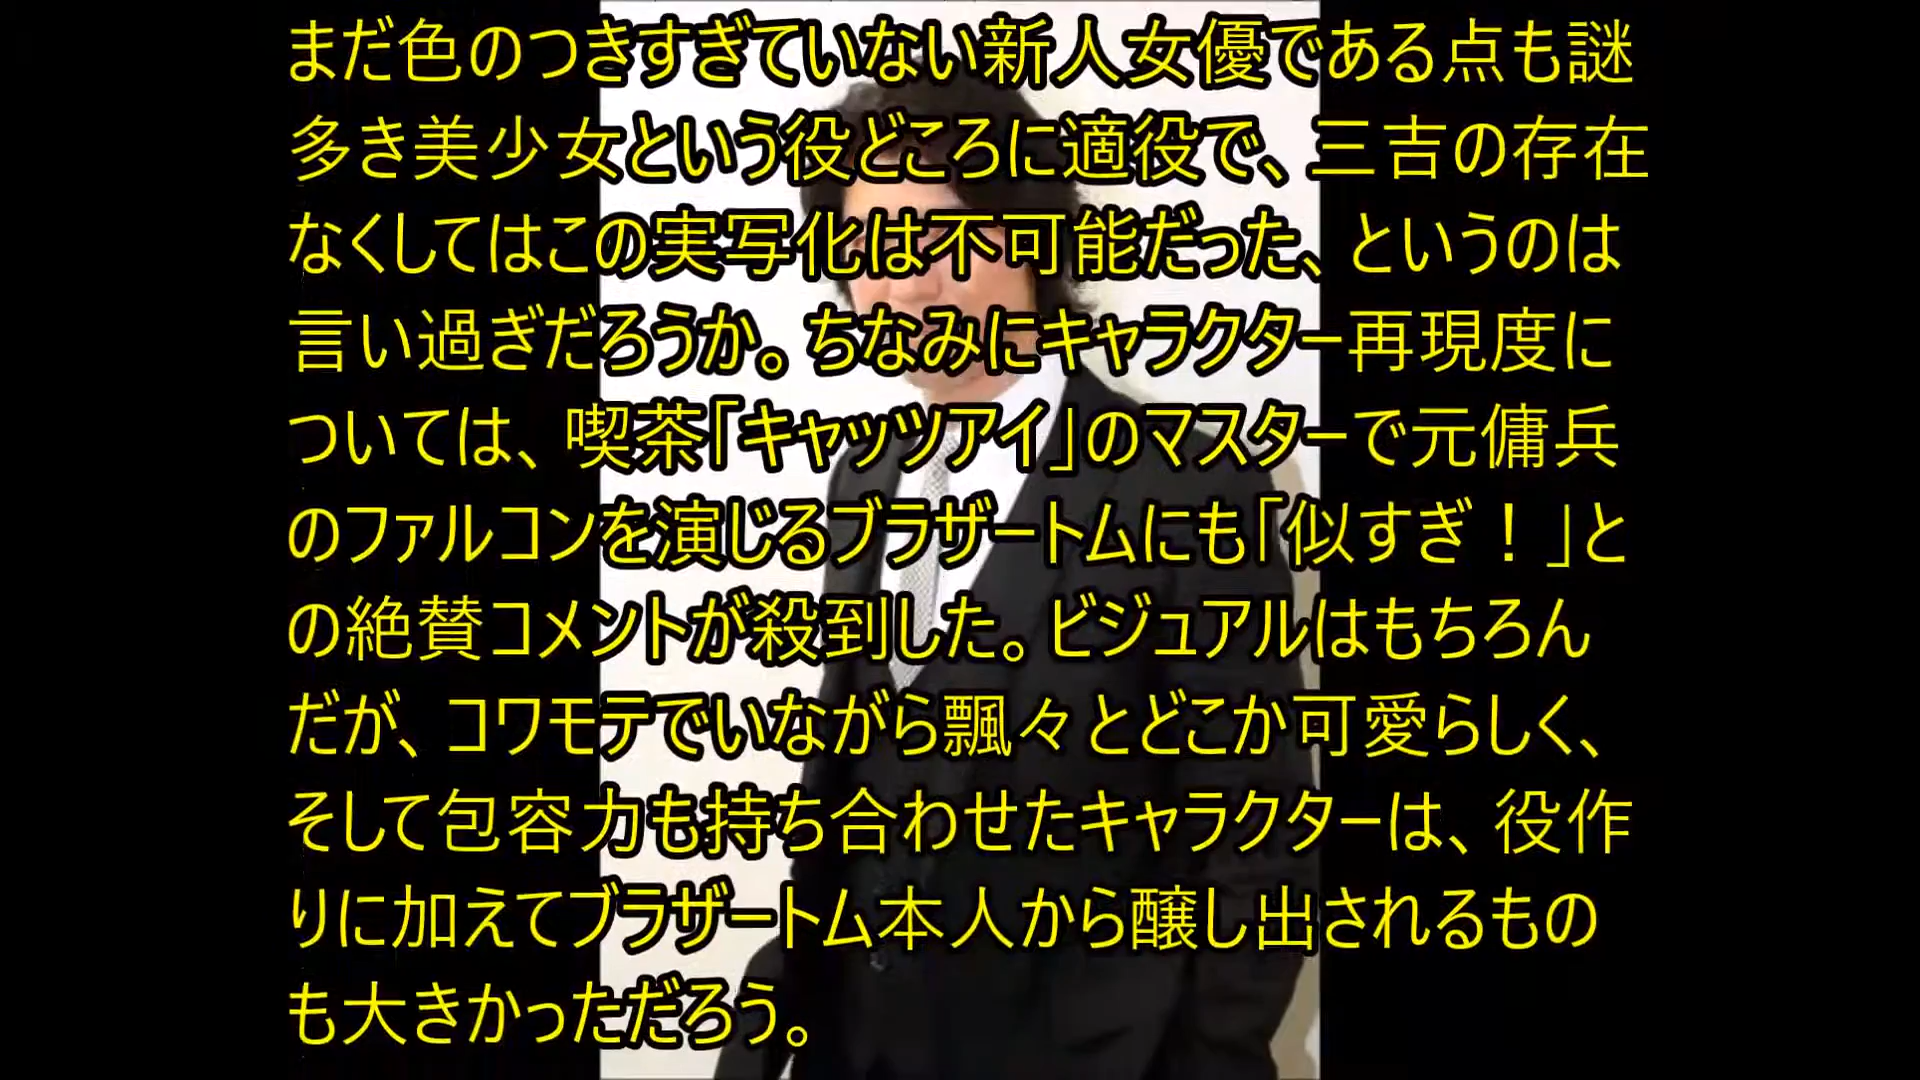 まだ色のつきすぎていない新人女優である点も謎
多き美少女という役どころに適役で、三吉の存在
なくしてはこの実写化は不可能だった、というのは
言い過ぎだろうか。ちなみにキャラクター再現度に
ついては、喫茶「キャッツアイ」のマスターで元傭兵
のファルコンを演じるブラザートムにも「似すぎ！」と
の絶賛コメントが殺到した。ビジュアルはもちろん
だが、コワモテでいながら飄々とどこか可愛らしく、
そして包容力も持ち合わせたキャラクターは、役作
りに加えてブラザートム本人から醸し出されるもの
も大きかっただろう。